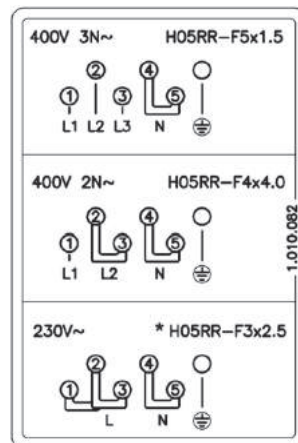 400V 3N~ H05RR-F5x1.5
2 4
1 3 5
L1 L2 L3 N
400V 2N~ H05RR-F4x4.0
2 4
1 3 5
L1 L2 N
230V~ * H05RR-F3x2.5
2 4
1 3 5
L N
1.010.082